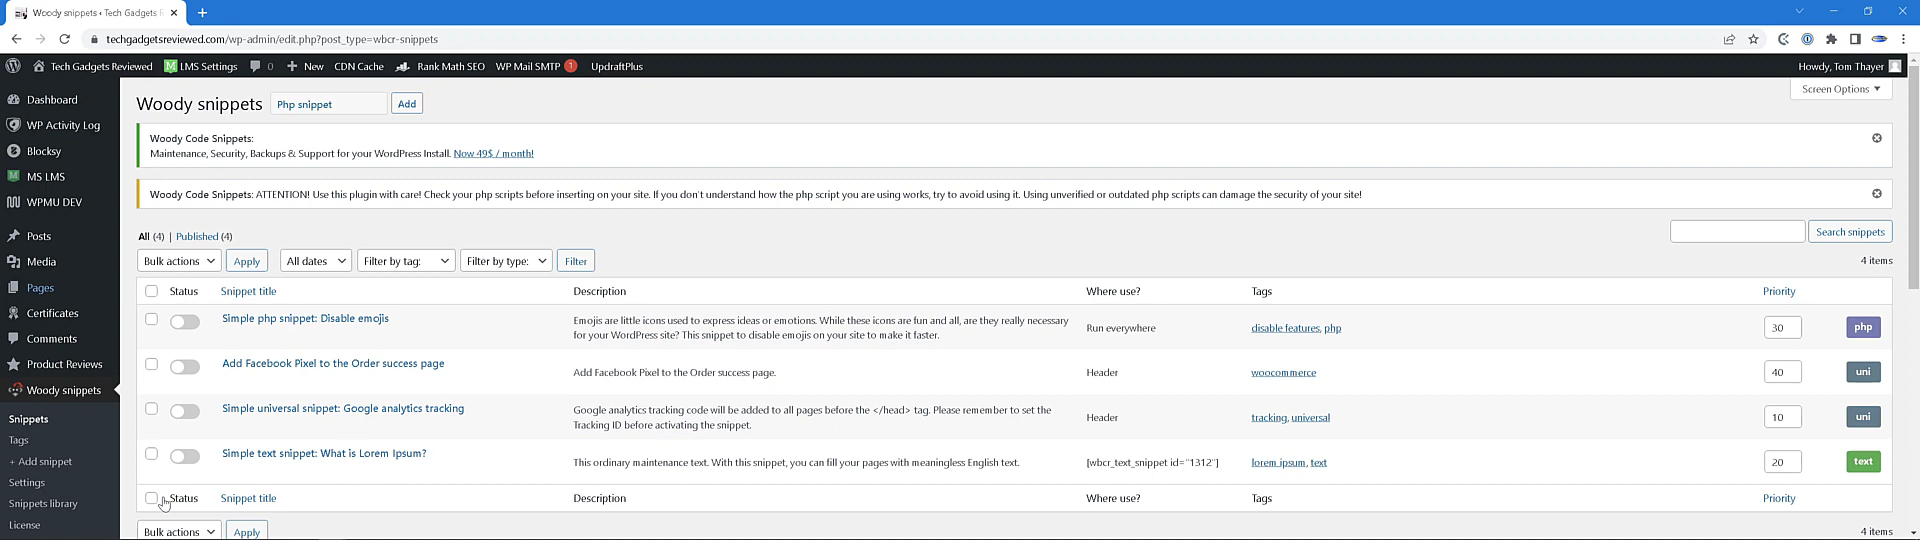 Woody snippets ‹ Tech Gadgets R
techgadgetsreviewed.com/wp-admin/edit.php?post_type=wbcr-snippets
Tech Gadgets Reviewed
LMS Settings
0
New
CDN Cache
Rank Math SEO
WP Mail SMTP 1
UpdraftPlus
Howdy, Tom Thayer
Dashboard
WP Activity Log
Blocksy
MS LMS
WPMU DEV
Posts
Media
Pages
Certificates
Comments
Product Reviews
Woody snippets
Snippets
Tags
+ Add snippet
Settings
Snippets library
License
Screen Options
Woody snippets
Php snippet
Add
Woody Code Snippets:
Maintenance, Security, Backups & Support for your WordPress Install. Now 49$ / month!
Woody Code Snippets: ATTENTION! Use this plugin with care! Check your php scripts before inserting on your site. If you don't understand how the php script you are using works, try to avoid using it. Using unverified or outdated php scripts can damage the security of your site!
All (4) | Published (4)
Search snippets
Bulk actions
Apply
All dates
Filter by tag:
Filter by type:
Filter
4 items
Status
Snippet title
Description
Where use?
Tags
Priority
Simple php snippet: Disable emojis
Emojis are little icons used to express ideas or emotions. While these icons are fun and all, are they really necessary
for your WordPress site? This snippet to disable emojis on your site to make it faster.
Run everywhere
disable features, php
30
php
Add Facebook Pixel to the Order success page
Add Facebook Pixel to the Order success page.
Header
woocommerce
40
uni
Simple universal snippet: Google analytics tracking
Google analytics tracking code will be added to all pages before the </head> tag. Please remember to set the
Tracking ID before activating the snippet.
Header
tracking, universal
10
uni
Simple text snippet: What is Lorem Ipsum?
This ordinary maintenance text. With this snippet, you can fill your pages with meaningless English text.
[wbcr_text_snippet id="1312"]
lorem ipsum, text
20
text
Status
Snippet title
Description
Where use?
Tags
Priority
Bulk actions
Apply
4 items